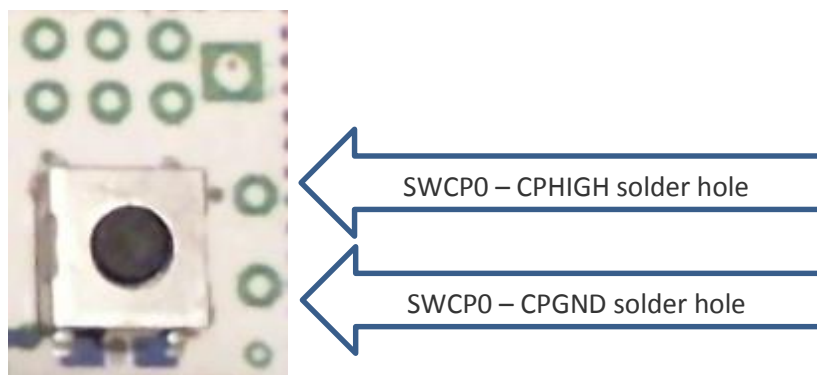 SWCP0 – CPHIGH solder hole
SWCP0 – CPGND solder hole